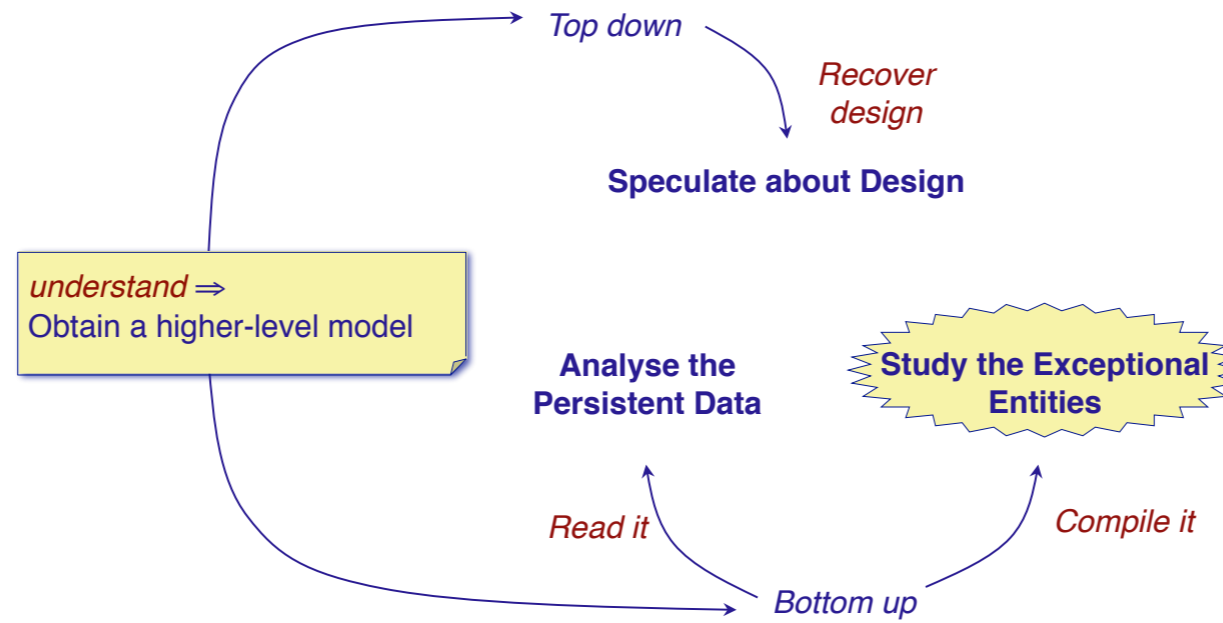 Top down
Recover
design
Speculate about Design
understand ⇒
Obtain a higher-level model
Analyse the
Persistent Data
Study the Exceptional
Entities
Read it
Compile it
Bottom up